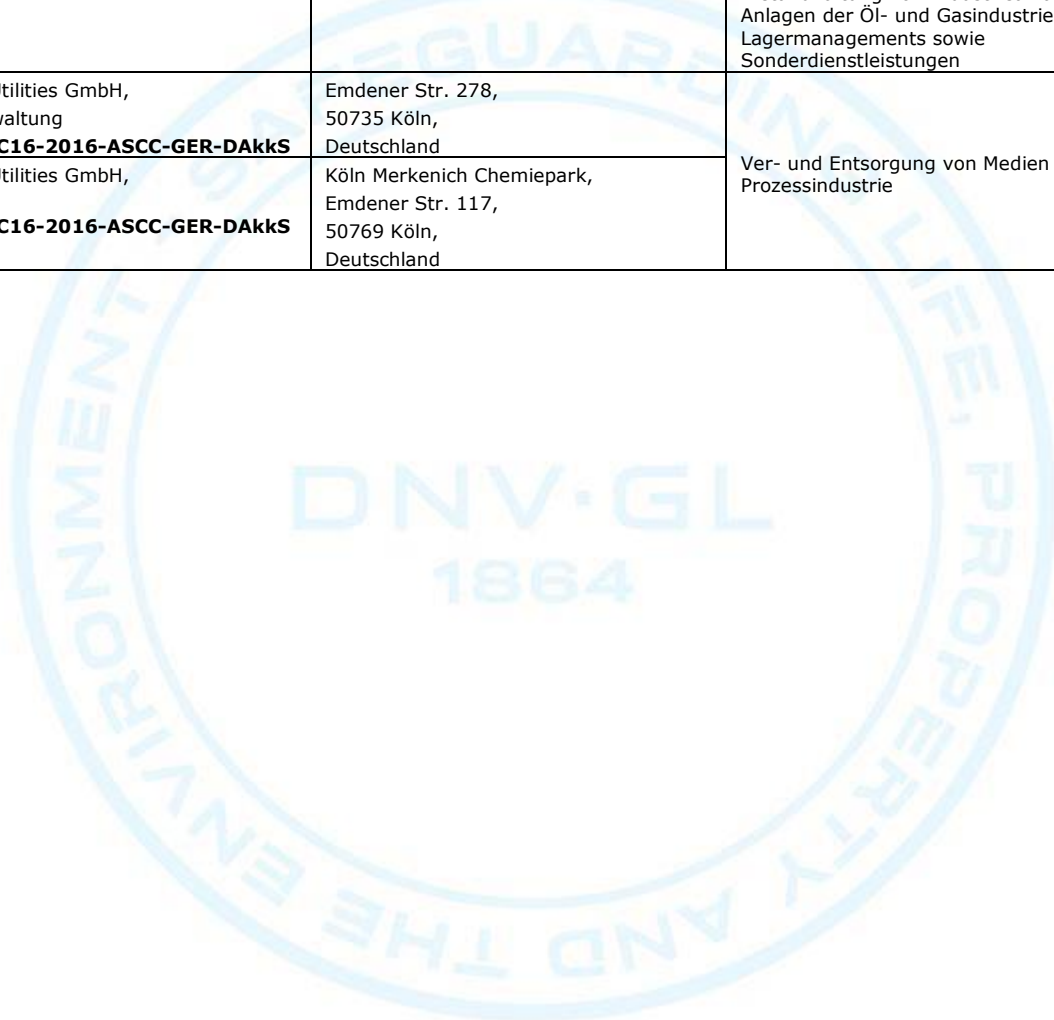 Anlagen der Öl- und Gasindustrie
Lagermanagements sowie
Sonderdienstleistungen
tilities GmbH,
waltung
C16-2016-ASCC-GER-DAkkS
Emdener Str. 278,
50735 Köln,
Deutschland
tilities GmbH,
C16-2016-ASCC-GER-DAkkS
Köln Merkenich Chemiepark,
Emdener Str. 117,
50769 Köln,
Deutschland
Ver- und Entsorgung von Medien
Prozessindustrie
SAFEGUARDING LIFE, PROPERTY AND THE ENVIRONMENT
DNV·GL
1864